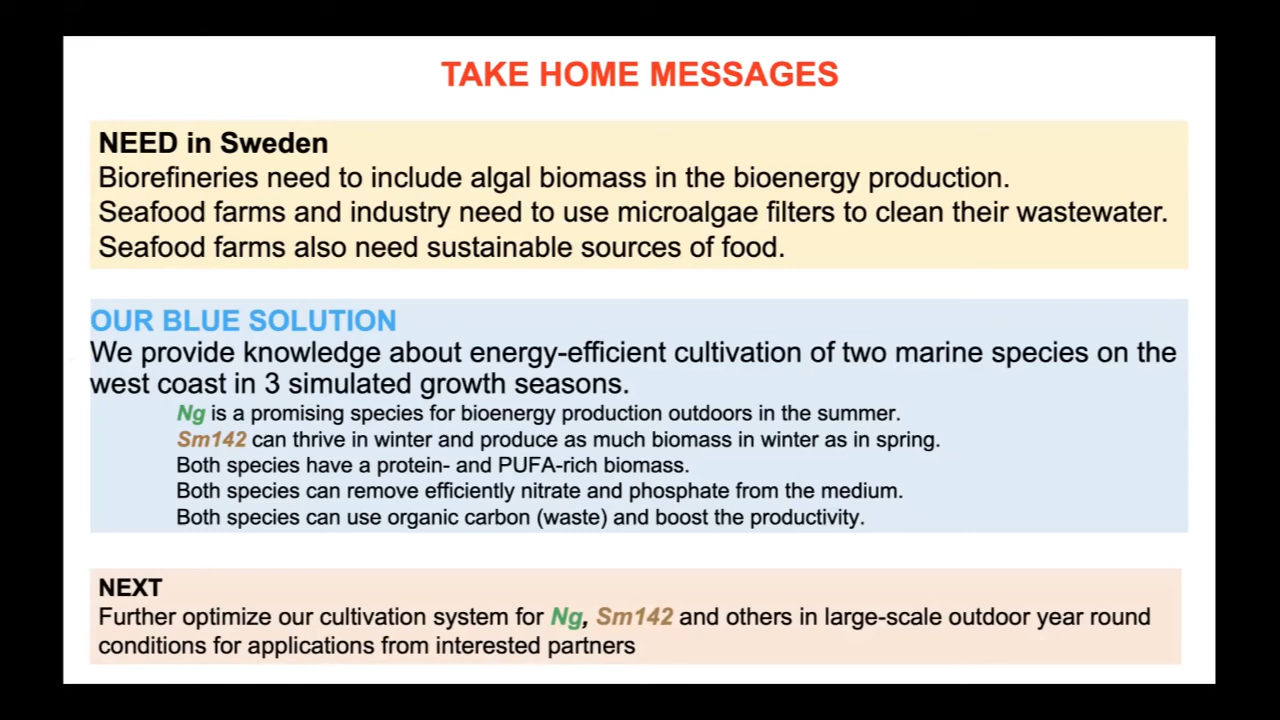 TAKE HOME MESSAGES
NEED in Sweden
Biorefineries need to include algal biomass in the bioenergy production.
Seafood farms and industry need to use microalgae filters to clean their wastewater.
Seafood farms also need sustainable sources of food.
OUR BLUE SOLUTION
We provide knowledge about energy-efficient cultivation of two marine species on the
west coast in 3 simulated growth seasons.
Ng is a promising species for bioenergy production outdoors in the summer.
Sm142 can thrive in winter and produce as much biomass in winter as in spring.
Both species have a protein- and PUFA-rich biomass.
Both species can remove efficiently nitrate and phosphate from the medium.
Both species can use organic carbon (waste) and boost the productivity.
NEXT
Further optimize our cultivation system for Ng, Sm142 and others in large-scale outdoor year round
conditions for applications from interested partners